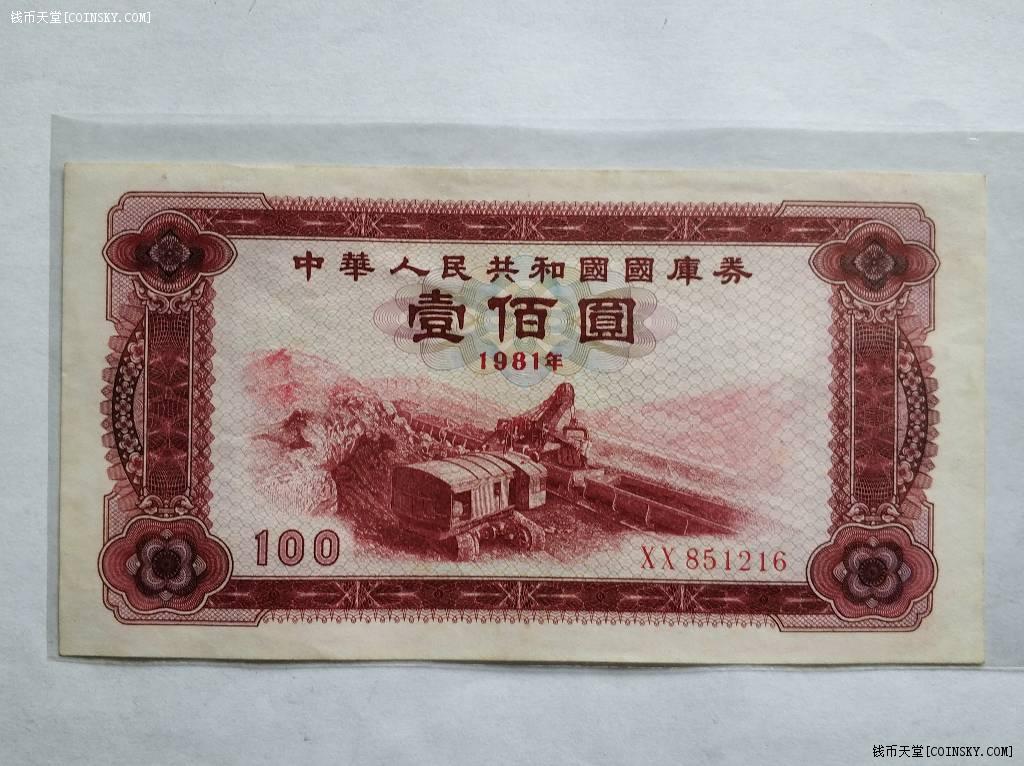 钱币天堂[COINSKY.COM]
中華人民共和國國庫券
壹佰圓
1981年
100
XX 851216
钱币天堂[COINSKY.COM]